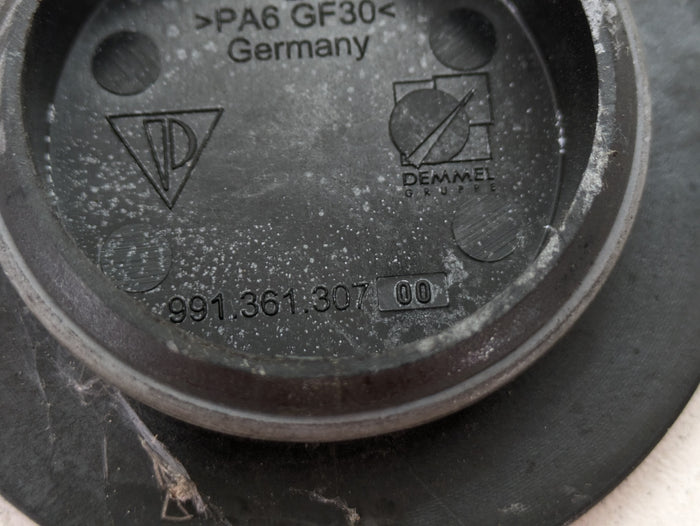 >PA6 GF30<
Germany
DEMMEL
GRUPPE
991.361.307 00